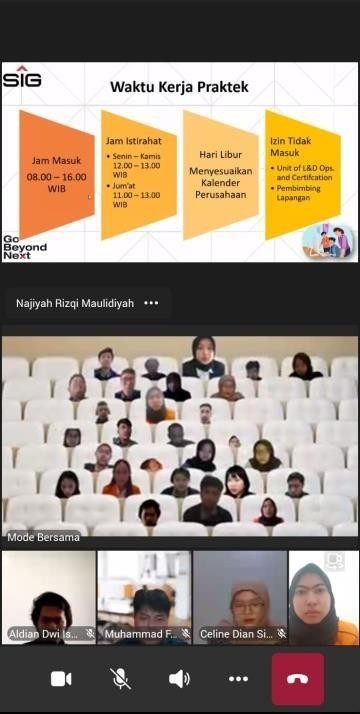 SIG
Waktu Kerja Praktek
Jam Masuk
08.00 – 16.00
WIB
Jam Istirahat
• Senin – Kamis
12.00 – 13.00
WIB
• Jum'at
11.00 – 13.00
WIB
Hari Libur
Menyesuaikan
Kalender
Perusahaan
Izin Tidak
Masuk
• Unit of L&D Ops.
and Certifcation
• Pembimbing
Lapangan
Go
Beyond
Next
Najiyah Rizqi Maulidiyah •••
Mode Bersama
Aldian Dwi Is...
Muhammad F...
Celine Dian Si...